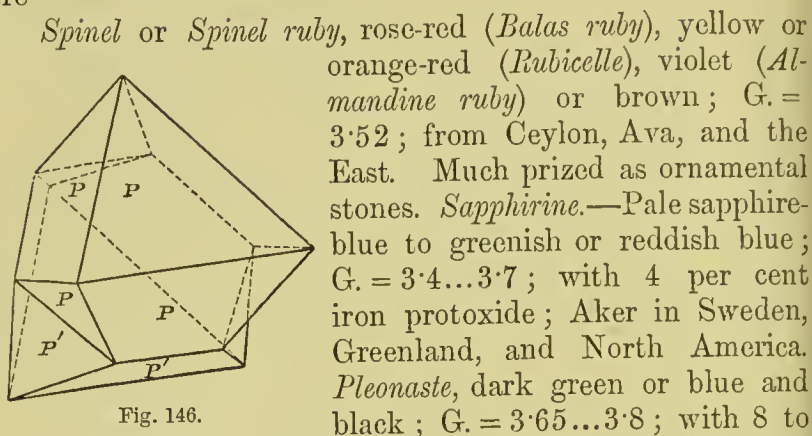 Spinel or Spinel ruby, rose-red (Balas ruby), yellow or
orange-red (Rubicelle), violet (Al-
mandine ruby) or brown; G. =
3·52; from Ceylon, Ava, and the
East. Much prized as ornamental
stones. Sapphirine.—Pale sapphire-
blue to greenish or reddish blue;
G. = 3·4...3·7; with 4 per cent
iron protoxide; Aker in Sweden,
Greenland, and North America.
Pleonaste, dark green or blue and
black; G. = 3·65...3·8; with 8 to
P P
P P
P' P'
Fig. 146.